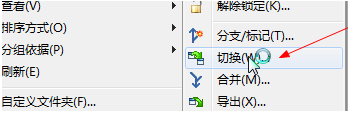 查看(V)
排序方式(O)
分组依据(P)
刷新(E)
自定义文件夹(F)...
解除锁定(K)...
分支/标记(T)...
切换(W)...
合并(M)...
导出(X)...